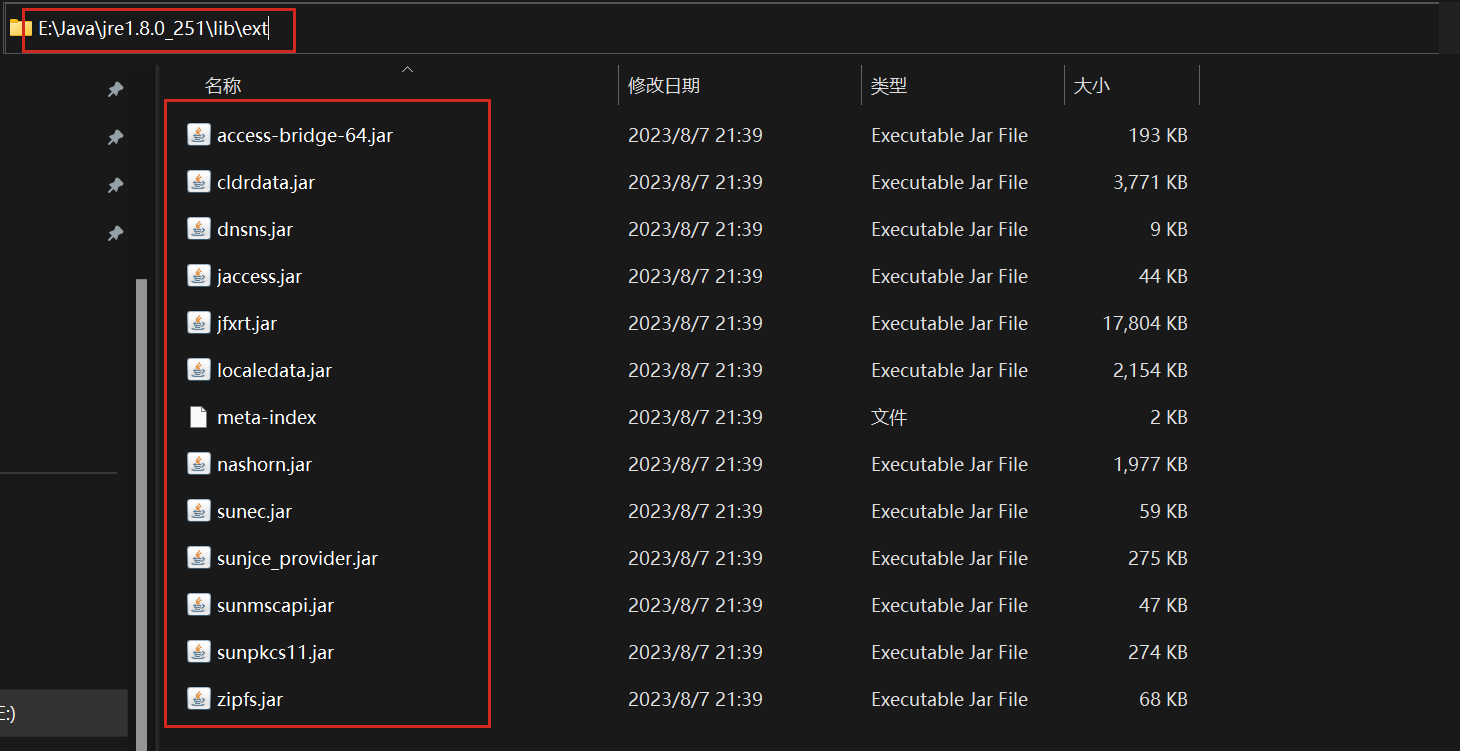 E:\Java\jre1.8.0_251\lib\ext
名称 修改日期 类型 大小
access-bridge-64.jar 2023/8/7 21:39 Executable Jar File 193 KB
cldrdata.jar 2023/8/7 21:39 Executable Jar File 3,771 KB
dnsns.jar 2023/8/7 21:39 Executable Jar File 9 KB
jaccess.jar 2023/8/7 21:39 Executable Jar File 44 KB
jfxrt.jar 2023/8/7 21:39 Executable Jar File 17,804 KB
localedata.jar 2023/8/7 21:39 Executable Jar File 2,154 KB
meta-index 2023/8/7 21:39 文件 2 KB
nashorn.jar 2023/8/7 21:39 Executable Jar File 1,977 KB
sunec.jar 2023/8/7 21:39 Executable Jar File 59 KB
sunjce_provider.jar 2023/8/7 21:39 Executable Jar File 275 KB
sunmscapi.jar 2023/8/7 21:39 Executable Jar File 47 KB
sunpkcs11.jar 2023/8/7 21:39 Executable Jar File 274 KB
zipfs.jar 2023/8/7 21:39 Executable Jar File 68 KB
E:)